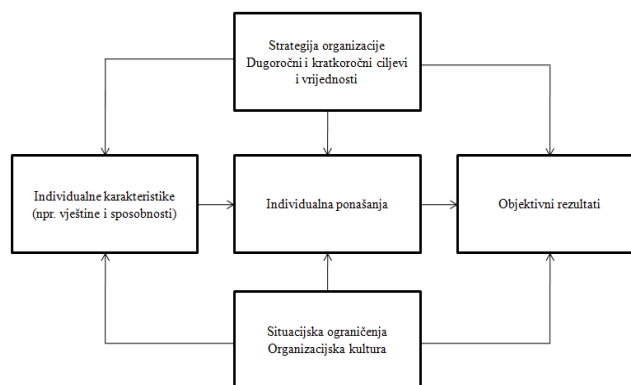 Strategija organizacije
Dugoročni i kratkoročni ciljevi
i vrijednosti
Individualne karakteristike
(npr. vještine i sposobnosti)
Individualna ponašanja
Objektivni rezultati
Situacijska ograničenja
Organizacijska kultura